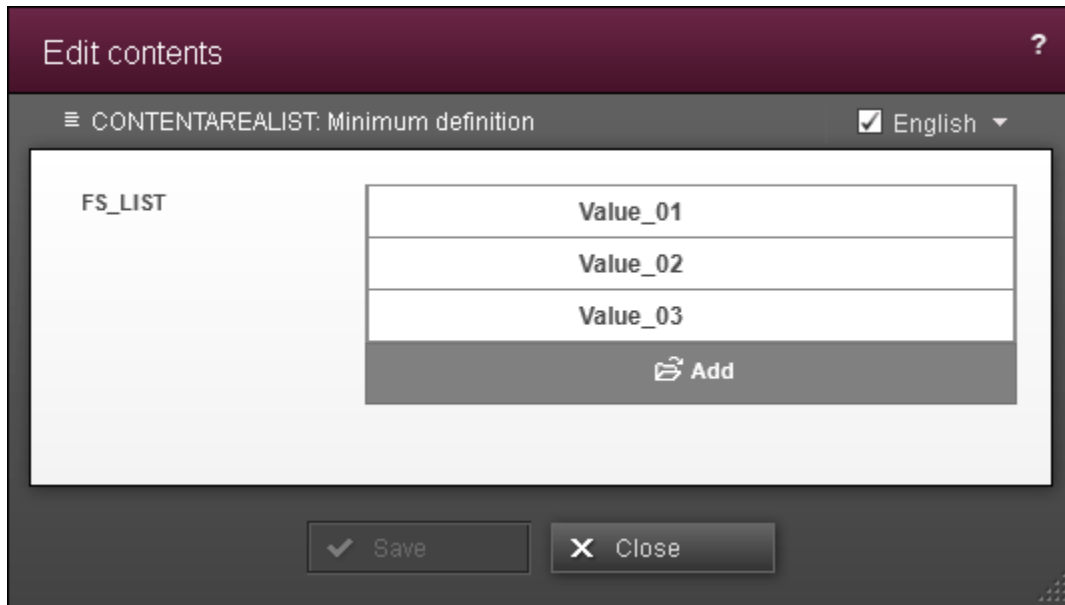 Edit contents
?
CONTENTAREALIST: Minimum definition
English
FS_LIST
Value_01
Value_02
Value_03
Add
Save
Close